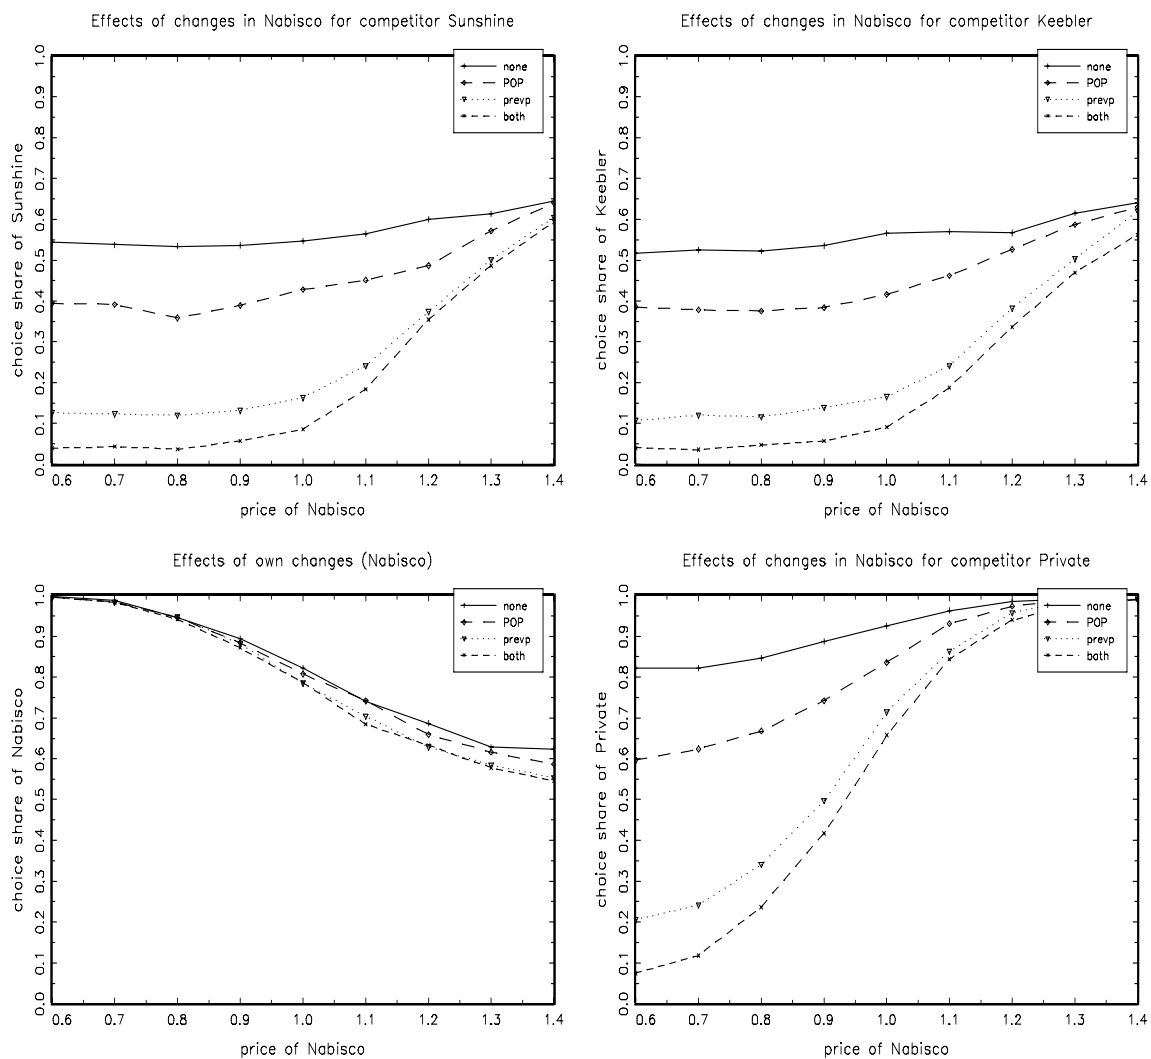 Effects of changes in Nabisco for competitor Sunshine
none
POP
prevp
both
choice share of Sunshine
0.0 0.1 0.2 0.3 0.4 0.5 0.6 0.7 0.8 0.9 1.0
0.6 0.7 0.8 0.9 1.0 1.1 1.2 1.3 1.4
price of Nabisco
Effects of changes in Nabisco for competitor Keebler
none
POP
prevp
both
choice share of Keebler
0.0 0.1 0.2 0.3 0.4 0.5 0.6 0.7 0.8 0.9 1.0
0.6 0.7 0.8 0.9 1.0 1.1 1.2 1.3 1.4
price of Nabisco
Effects of own changes (Nabisco)
none
POP
prevp
both
choice share of Nabisco
0.0 0.1 0.2 0.3 0.4 0.5 0.6 0.7 0.8 0.9 1.0
0.6 0.7 0.8 0.9 1.0 1.1 1.2 1.3 1.4
price of Nabisco
Effects of changes in Nabisco for competitor Private
none
POP
prevp
both
choice share of Private
0.0 0.1 0.2 0.3 0.4 0.5 0.6 0.7 0.8 0.9 1.0
0.6 0.7 0.8 0.9 1.0 1.1 1.2 1.3 1.4
price of Nabisco